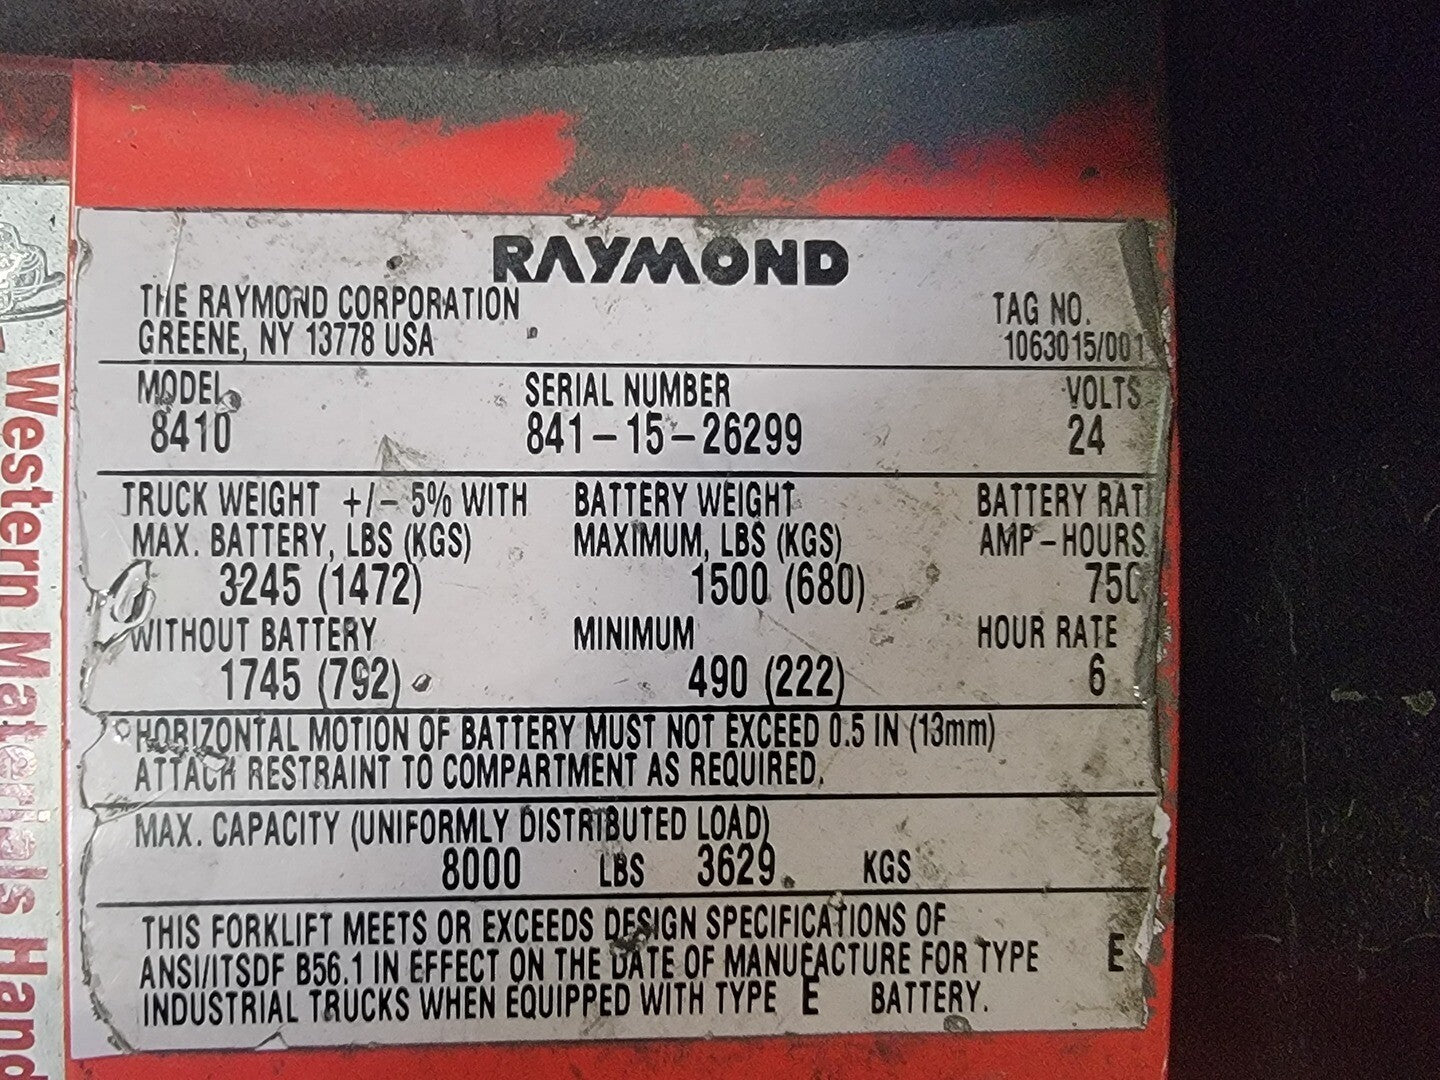 RAYMOND
THE RAYMOND CORPORATION
GREENE, NY 13778 USA
TAG NO.
1063015/001
MODEL
8410
SERIAL NUMBER
841-15-26299
VOLTS
24
TRUCK WEIGHT +/- 5% WITH
MAX. BATTERY, LBS (KGS)
3245 (1472)
WITHOUT BATTERY
1745 (792)
BATTERY WEIGHT
MAXIMUM, LBS (KGS)
1500 (680)
MINIMUM
490 (222)
BATTERY RAT
AMP-HOURS
750
HOUR RATE
6
HORIZONTAL MOTION OF BATTERY MUST NOT EXCEED 0.5 IN (13mm)
ATTACH RESTRAINT TO COMPARTMENT AS REQUIRED.
MAX. CAPACITY (UNIFORMLY DISTRIBUTED LOAD)
8000 LBS 3629 KGS
THIS FORKLIFT MEETS OR EXCEEDS DESIGN SPECIFICATIONS OF
ANSI/ITSDF B56.1 IN EFFECT ON THE DATE OF MANUFACTURE FOR TYPE E
INDUSTRIAL TRUCKS WHEN EQUIPPED WITH TYPE E BATTERY.
Western Materials Hand